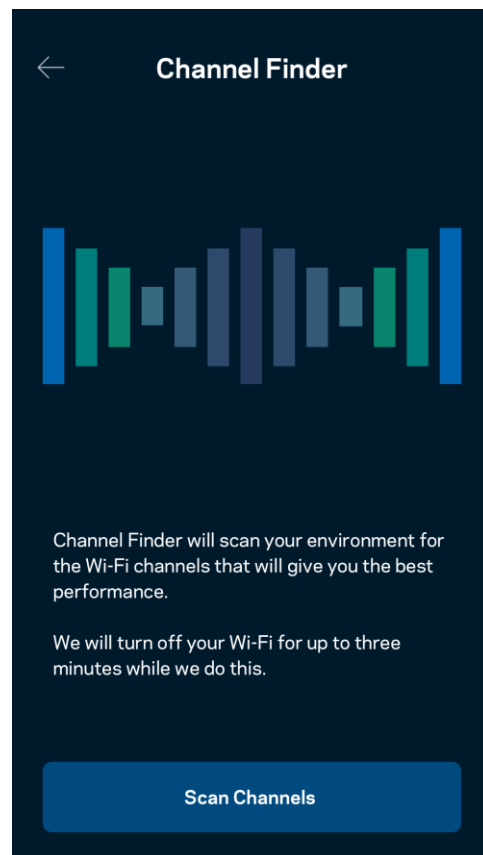 Channel Finder
Channel Finder will scan your environment for
the Wi-Fi channels that will give you the best
performance.
We will turn off your Wi-Fi for up to three
minutes while we do this.
Scan Channels